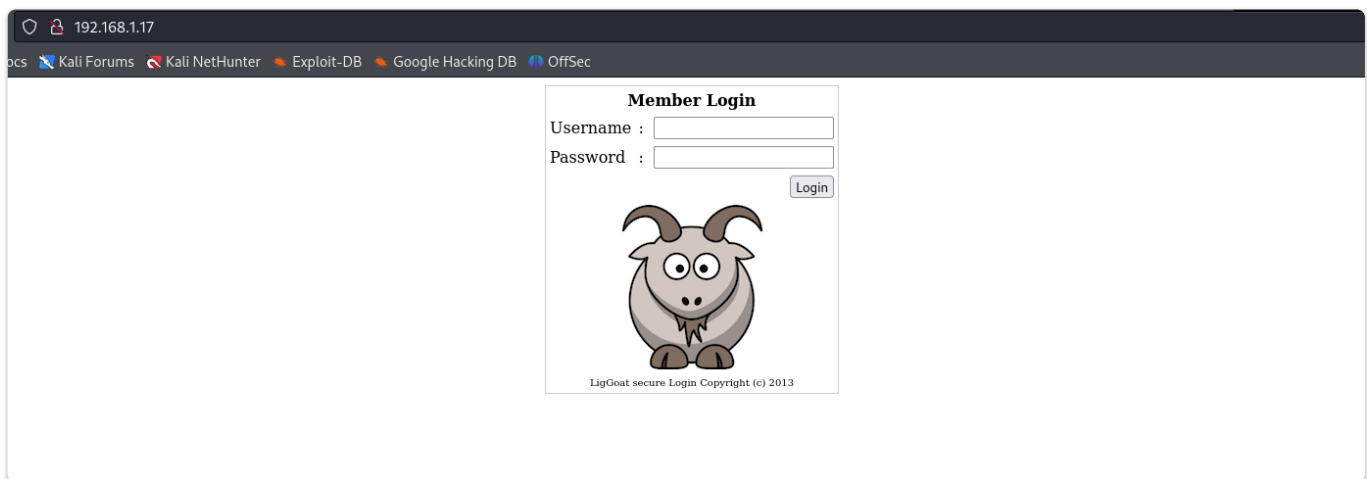 192.168.1.17
ocs Kali Forums Kali NetHunter Exploit-DB Google Hacking DB OffSec
Member Login
Username :
Password :
Login
LigGoat secure Login Copyright (c) 2013